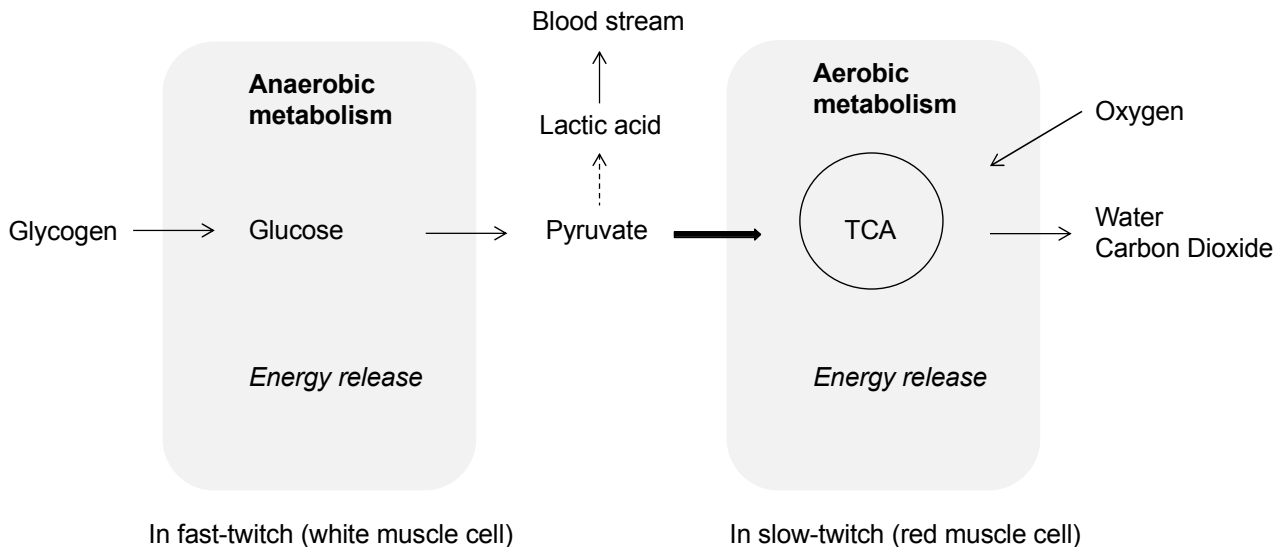 Blood stream
Anaerobic
metabolism
Aerobic
metabolism
Lactic acid
Oxygen
Glycogen
Glucose
Pyruvate
TCA
Water
Carbon Dioxide
Energy release
Energy release
In fast-twitch (white muscle cell)
In slow-twitch (red muscle cell)